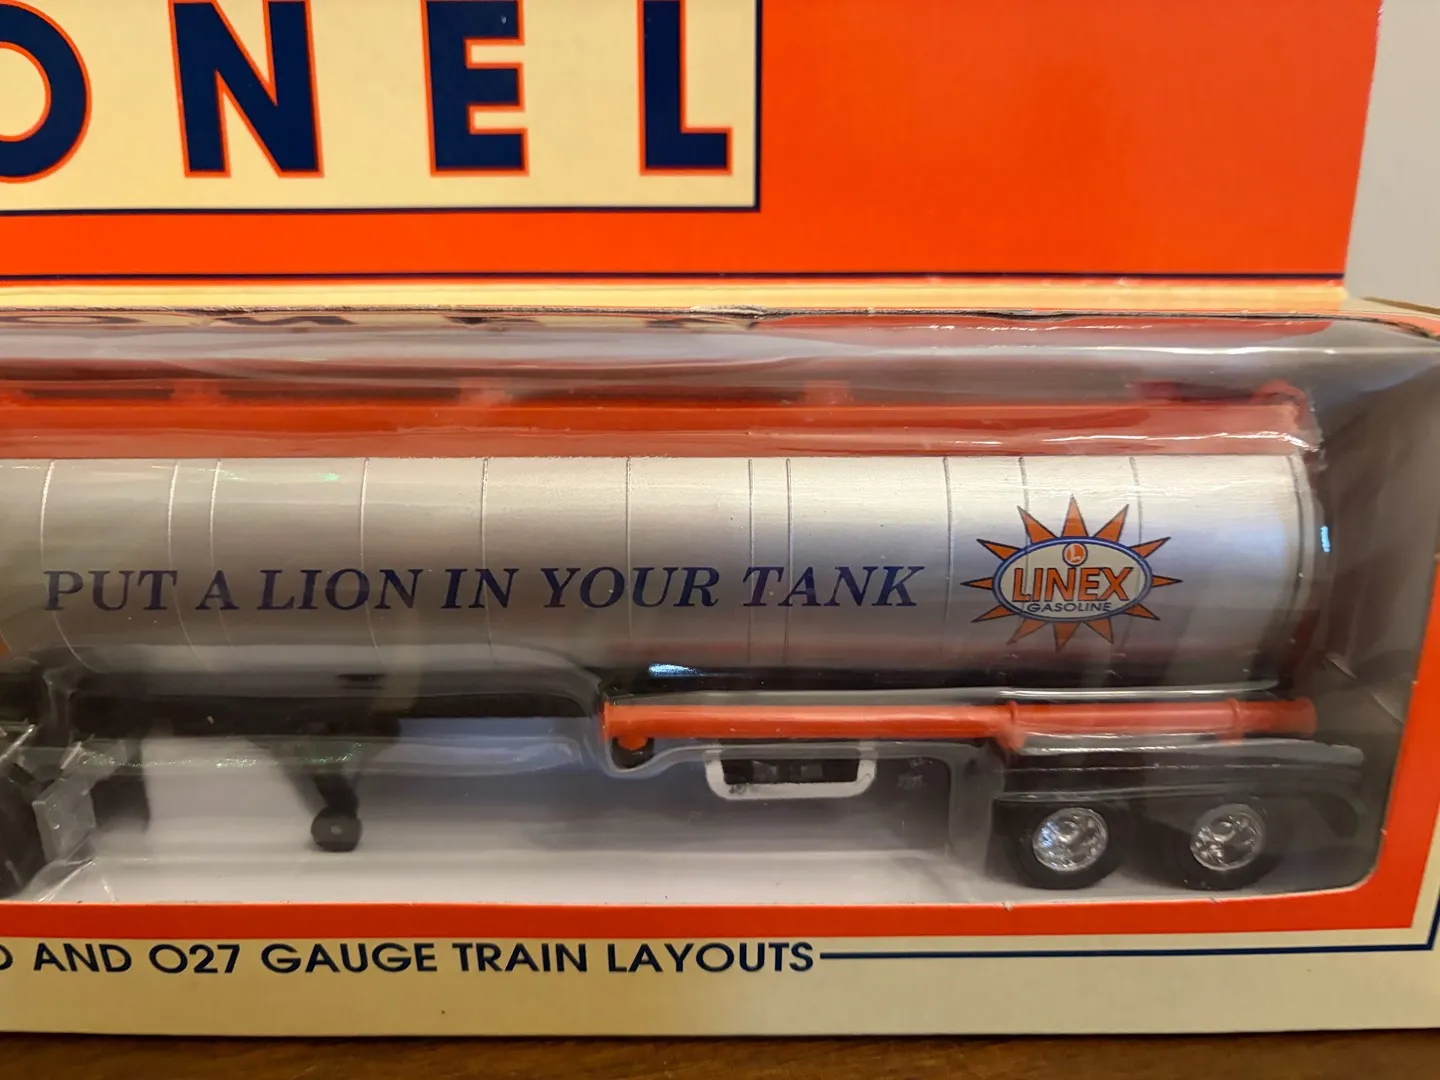 ONEL
PUT A LION IN YOUR TANK
L
LINEX
GASOLINE
O AND O27 GAUGE TRAIN LAYOUTS